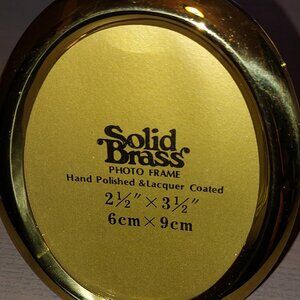 Solid
Brass
PHOTO FRAME
Hand Polished &Lacquer Coated
2½" × 3½"
6cm × 9cm